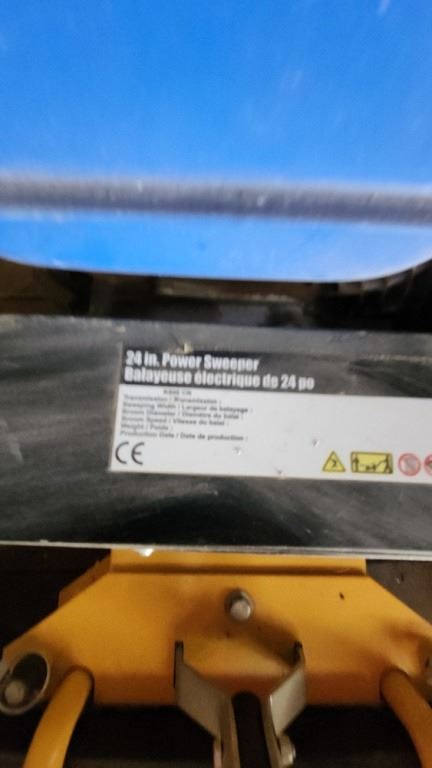 24 in. Power Sweeper
Balayeuse électrique de 24 po
Transmission / Transmission :
Sweeping Width / Largeur de balayage :
Broom Diameter / Diamètre du balai :
Broom Speed / Vitesse du balai :
Weight / Poids :
Production Date / Date de production :
CE